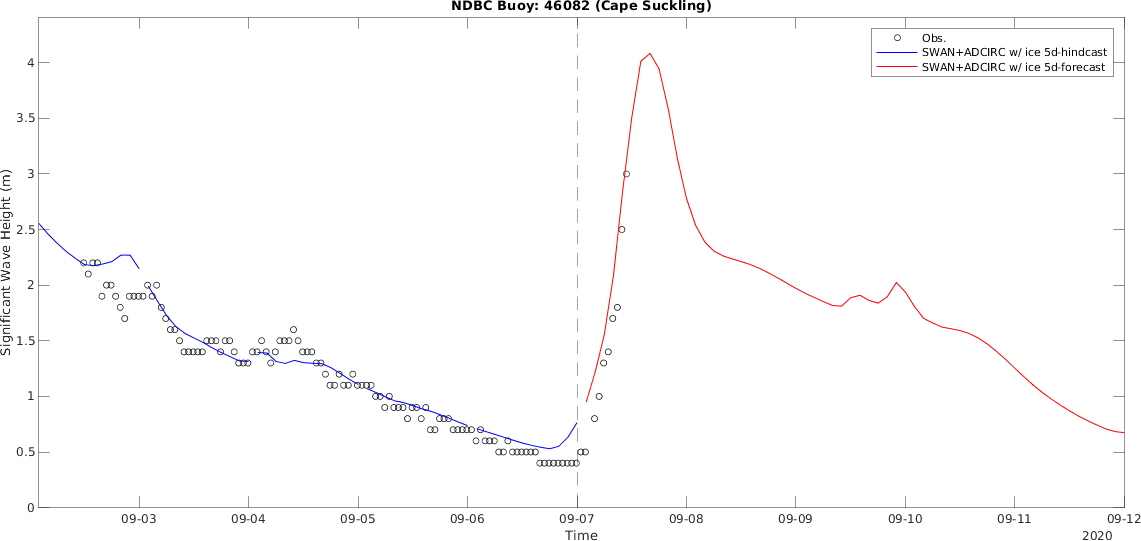 NDBC Buoy: 46082 (Cape Suckling)
Obs.
SWAN+ADCIRC w/ ice 5d-hindcast
SWAN+ADCIRC w/ ice 5d-forecast
Significant Wave Height (m)
4
3.5
3
2.5
2
1.5
1
0.5
0
09-03 09-04 09-05 09-06 09-07 09-08 09-09 09-10 09-11 09-12
Time
2020